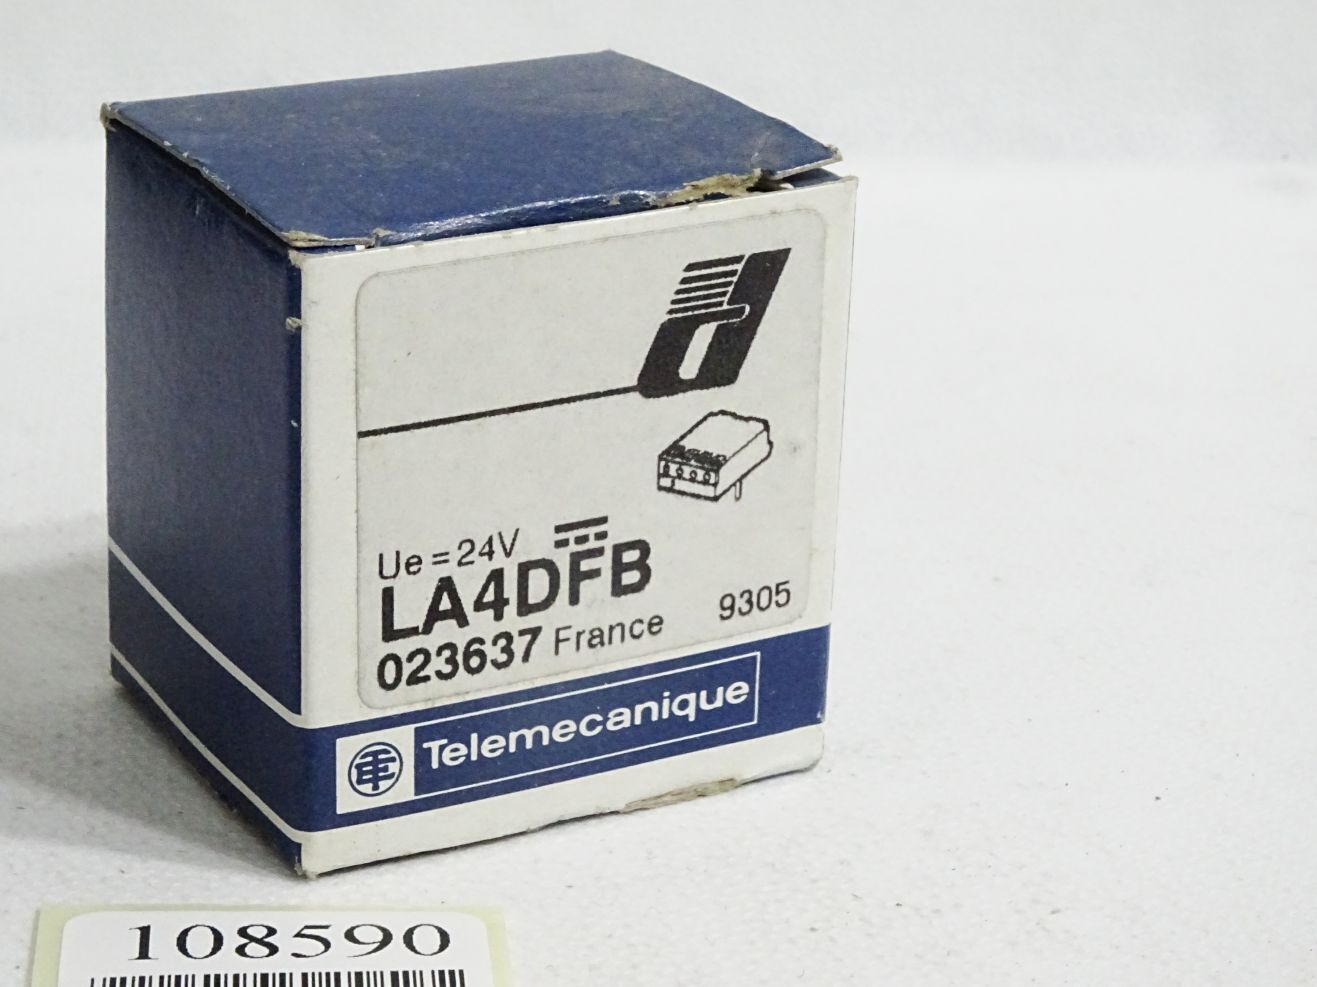 Ue = 24V ⎓
LA4DFB
023637 France 9305
Telemecanique
108590